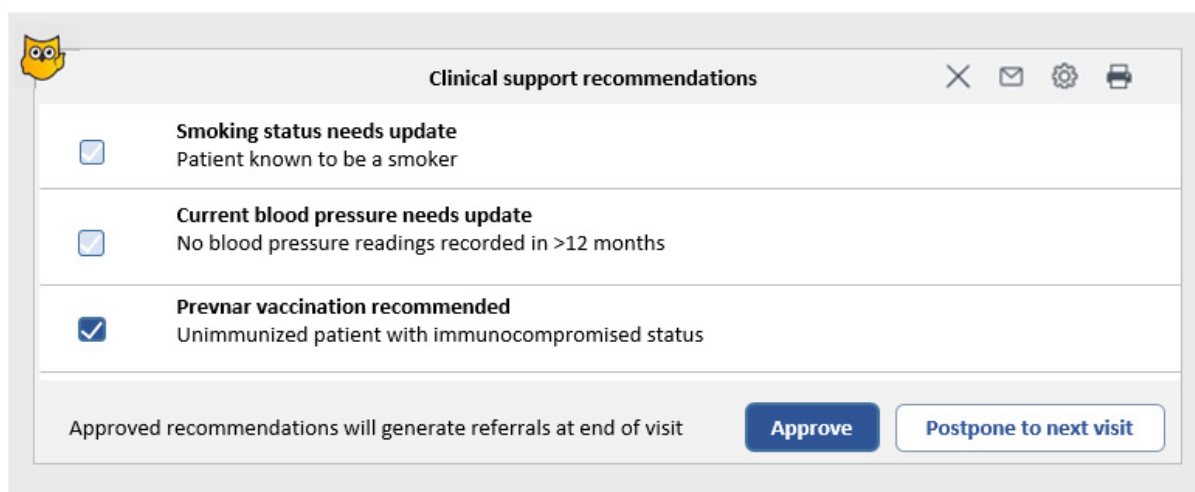 Clinical support recommendations
Smoking status needs update
Patient known to be a smoker
Current blood pressure needs update
No blood pressure readings recorded in >12 months
Prevnar vaccination recommended
Unimmunized patient with immunocompromised status
Approved recommendations will generate referrals at end of visit
Approve
Postpone to next visit